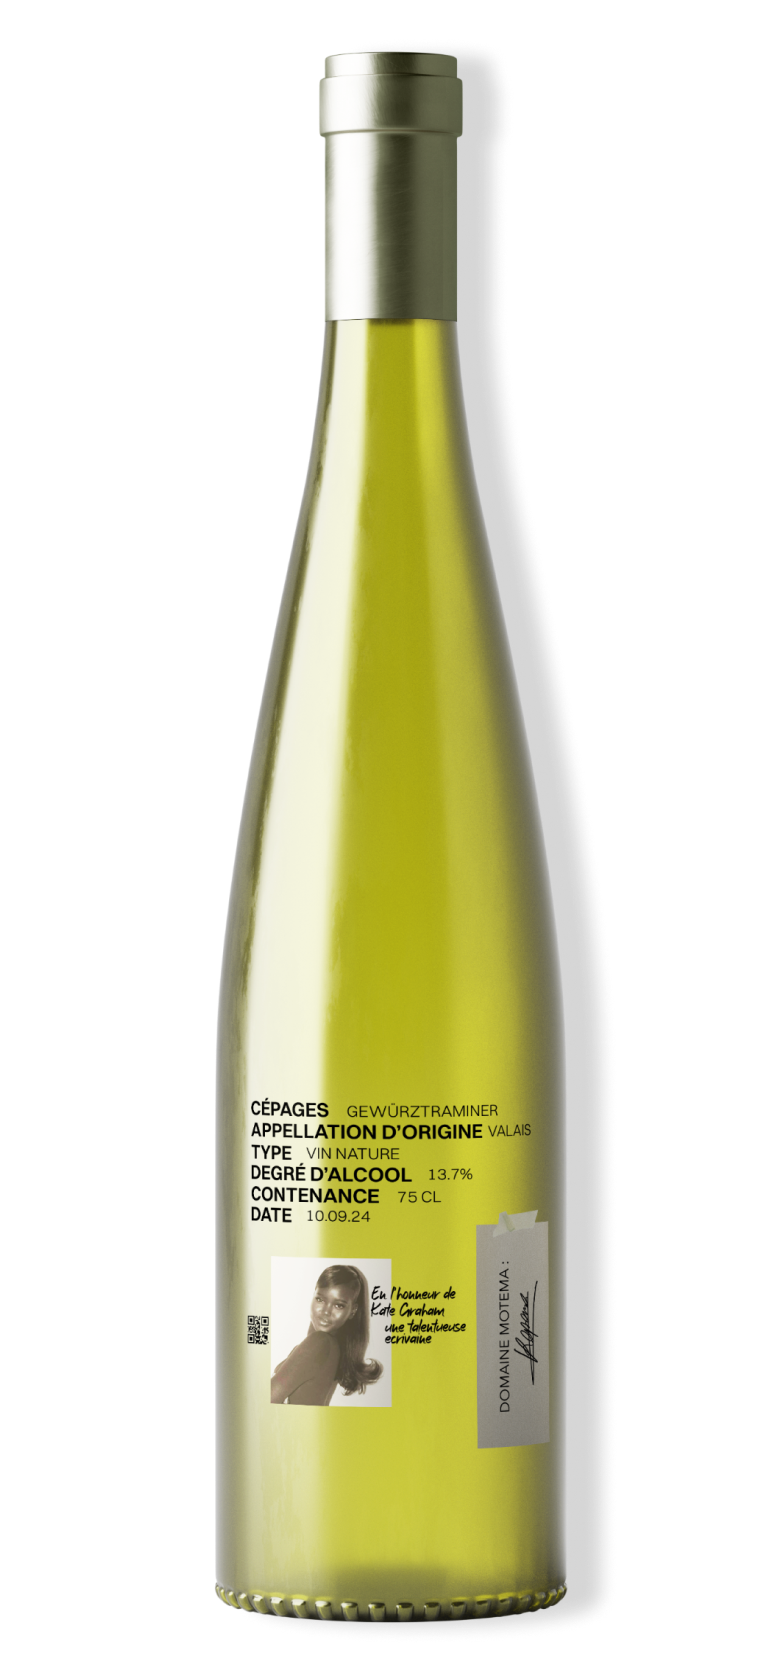 CÉPAGES GEWÜRZTRAMINER
APPELLATION D'ORIGINE VALAIS
TYPE VIN NATURE
DEGRÉ D'ALCOOL 13.7%
CONTENANCE 75 CL
DATE 10.09.24
En l'honneur de
Kate Graham
une talentueuse
ecrivaine
DOMAINE MOTEMA :